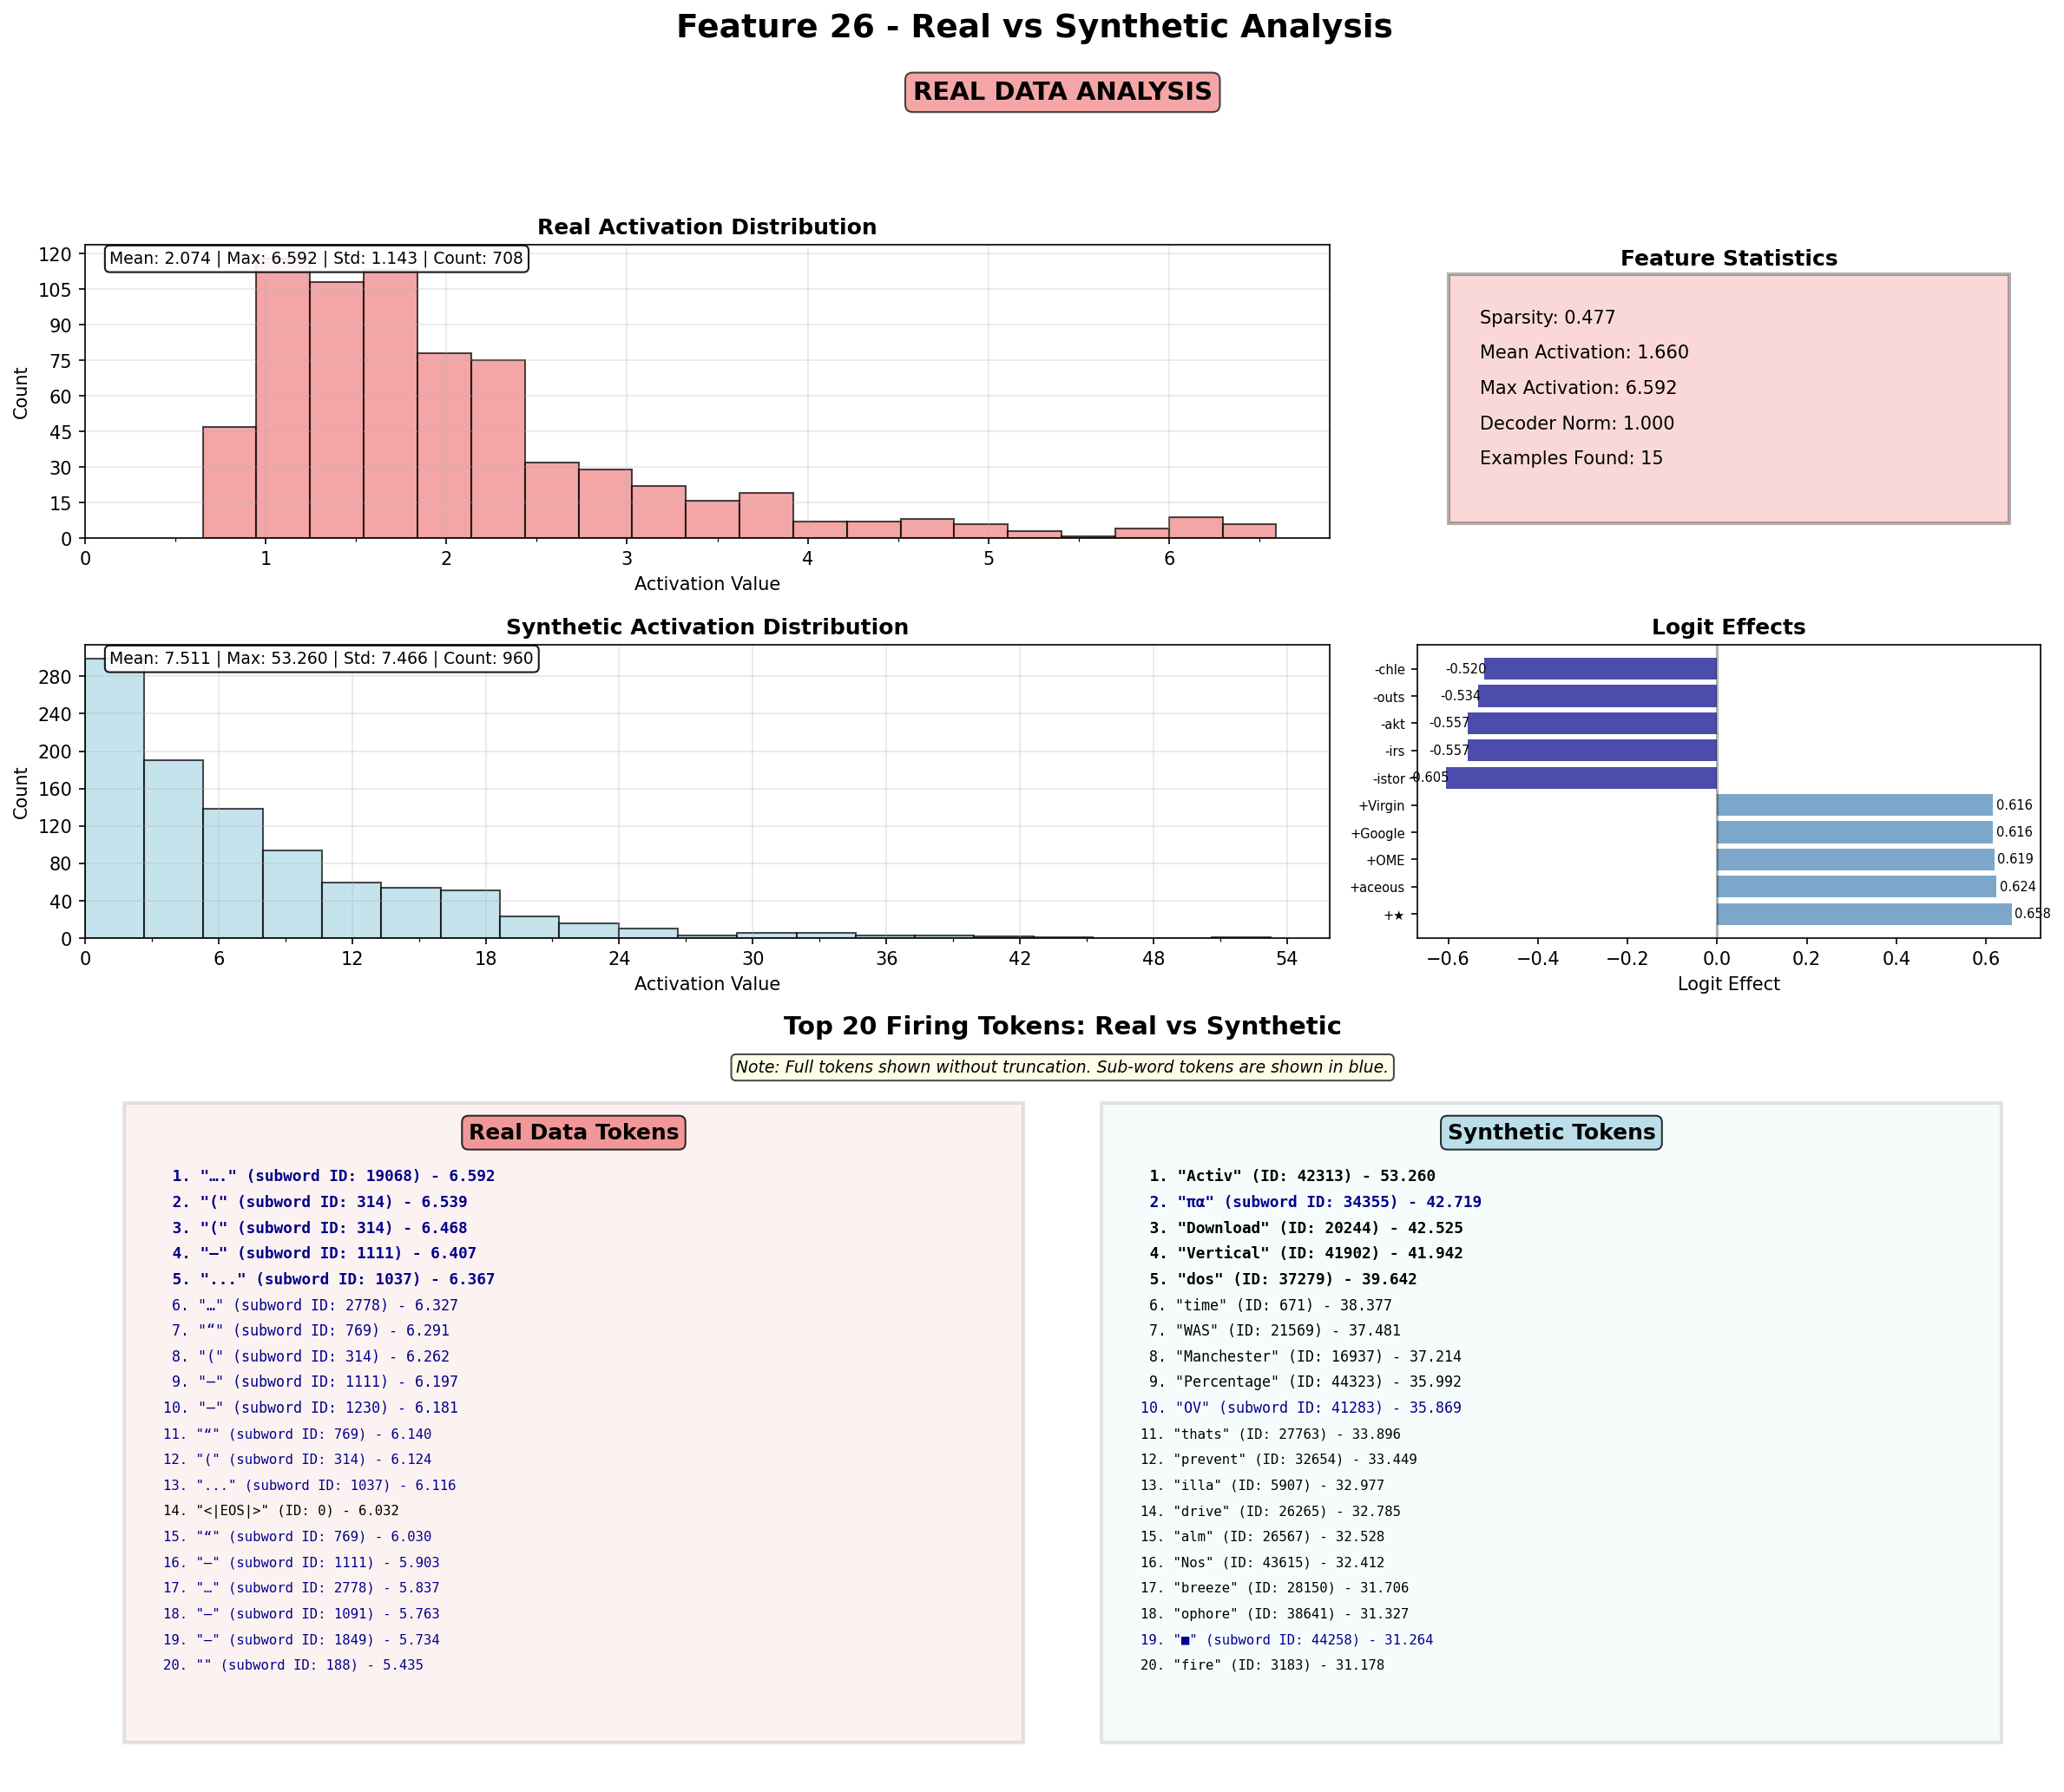 Feature 26 - Real vs Synthetic Analysis
REAL DATA ANALYSIS
Real Activation Distribution
Mean: 2.074 | Max: 6.592 | Std: 1.143 | Count: 708
120
105
90
75
60
45
30
15
0
Count
0 1 2 3 4 5 6
Activation Value
Feature Statistics
Sparsity: 0.477
Mean Activation: 1.660
Max Activation: 6.592
Decoder Norm: 1.000
Examples Found: 15
Synthetic Activation Distribution
Mean: 7.511 | Max: 53.260 | Std: 7.466 | Count: 960
280
240
200
160
120
80
40
0
Count
0 6 12 18 24 30 36 42 48 54
Activation Value
Logit Effects
-chle -0.520
-outs -0.534
-akt -0.557
-irs -0.557
-istor -0.605
+Virgin 0.616
+Google 0.616
+OME 0.619
+aceous 0.624
+★ 0.658
−0.6 −0.4 −0.2 0.0 0.2 0.4 0.6
Logit Effect
Top 20 Firing Tokens: Real vs Synthetic
Note: Full tokens shown without truncation. Sub-word tokens are shown in blue.
Real Data Tokens
1. "…." (subword ID: 19068) - 6.592
2. "(" (subword ID: 314) - 6.539
3. "(" (subword ID: 314) - 6.468
4. "—" (subword ID: 1111) - 6.407
5. "..." (subword ID: 1037) - 6.367
6. "…" (subword ID: 2778) - 6.327
7. "“" (subword ID: 769) - 6.291
8. "(" (subword ID: 314) - 6.262
9. "—" (subword ID: 1111) - 6.197
10. "—" (subword ID: 1230) - 6.181
11. "“" (subword ID: 769) - 6.140
12. "(" (subword ID: 314) - 6.124
13. "..." (subword ID: 1037) - 6.116
14. "<|EOS|>" (ID: 0) - 6.032
15. "“" (subword ID: 769) - 6.030
16. "—" (subword ID: 1111) - 5.903
17. "…" (subword ID: 2778) - 5.837
18. "–" (subword ID: 1091) - 5.763
19. "–" (subword ID: 1849) - 5.734
20. "" (subword ID: 188) - 5.435
Synthetic Tokens
1. "Activ" (ID: 42313) - 53.260
2. "πα" (subword ID: 34355) - 42.719
3. "Download" (ID: 20244) - 42.525
4. "Vertical" (ID: 41902) - 41.942
5. "dos" (ID: 37279) - 39.642
6. "time" (ID: 671) - 38.377
7. "WAS" (ID: 21569) - 37.481
8. "Manchester" (ID: 16937) - 37.214
9. "Percentage" (ID: 44323) - 35.992
10. "OV" (subword ID: 41283) - 35.869
11. "thats" (ID: 27763) - 33.896
12. "prevent" (ID: 32654) - 33.449
13. "illa" (ID: 5907) - 32.977
14. "drive" (ID: 26265) - 32.785
15. "alm" (ID: 26567) - 32.528
16. "Nos" (ID: 43615) - 32.412
17. "breeze" (ID: 28150) - 31.706
18. "ophore" (ID: 38641) - 31.327
19. "■" (subword ID: 44258) - 31.264
20. "fire" (ID: 3183) - 31.178